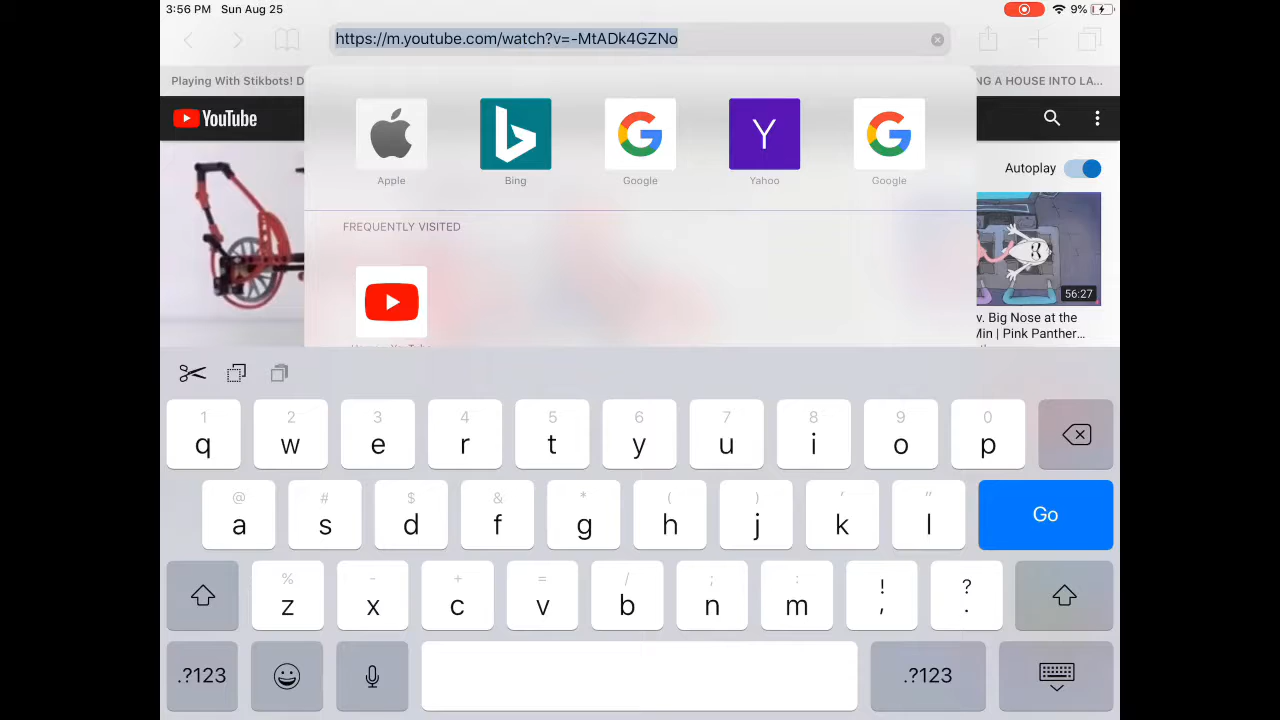 3:56 PM Sun Aug 25 9%
https://m.youtube.com/watch?v=-MtADk4GZNo
Playing With Stikbots! D
NG A HOUSE INTO LA...
YouTube
Apple Bing Google Yahoo Google
Autoplay
FREQUENTLY VISITED
56:27
v. Big Nose at the
Min | Pink Panther...
1 2 3 4 5 6 7 8 9 0
q w e r t y u i o p
@ # $ & * ( ) ' "
a s d f g h j k l Go
% - + = / ; : ! ?
z x c v b n m , .
.?123 .?123